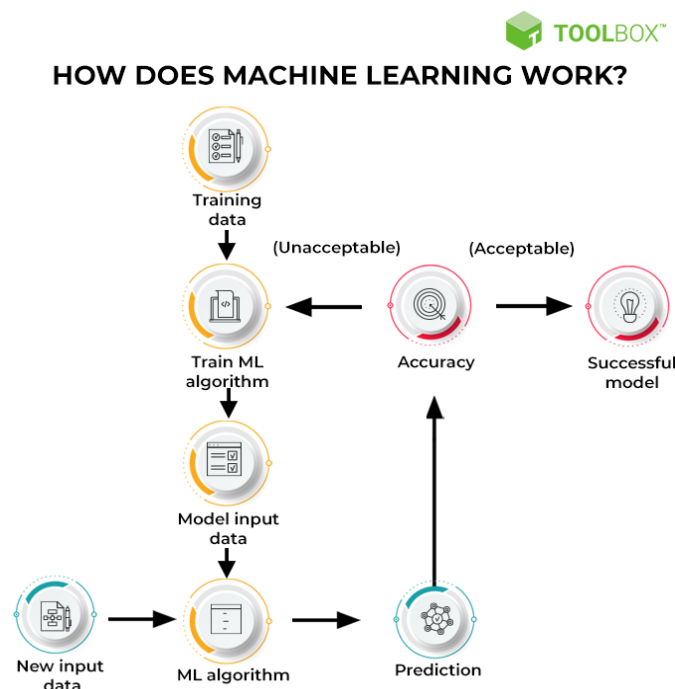 TOOLBOX™
HOW DOES MACHINE LEARNING WORK?
Training
data
(Unacceptable)
(Acceptable)
Train ML
algorithm
Accuracy
Successful
model
Model input
data
New input
data
ML algorithm
Prediction